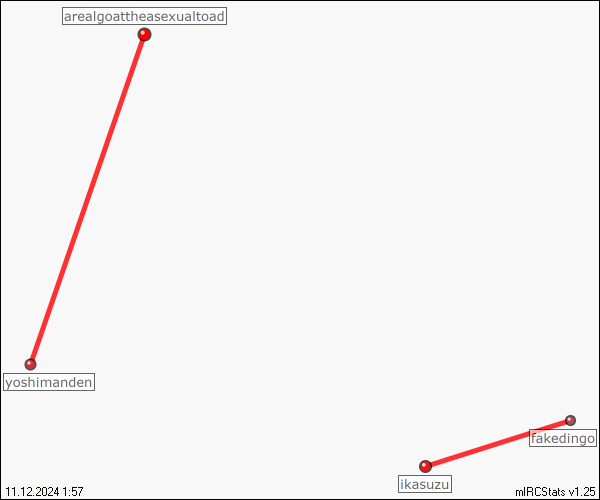 arealgoattheasexualtoad
yoshimanden
fakedingo
ikasuzu
11.12.2024 1:57
mIRCStats v1.25